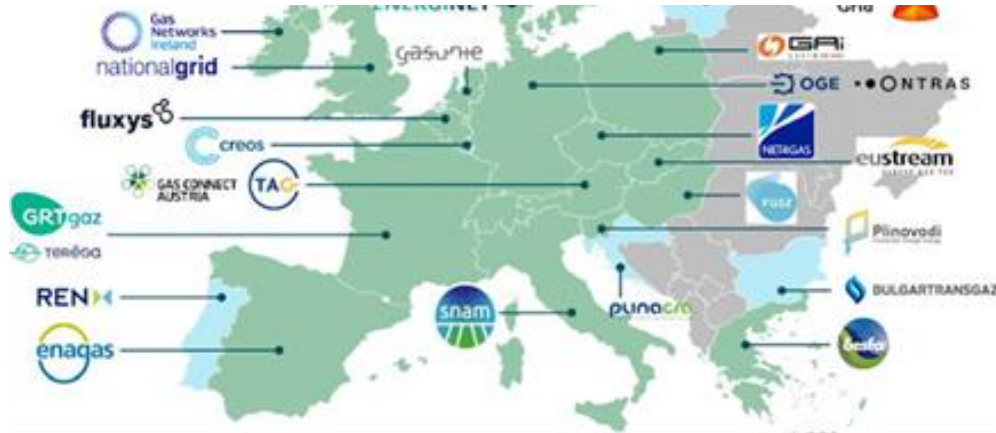 ENERGINET
Gas
Networks
Ireland
nationalgrid
gasunie
GAZ
OGE
ONTRAS
fluxys
creos
NET4GAS
eustream
GAS CONNECT
AUSTRIA
TAG
FGSZ
GRTgaz
Plinovodi
TERÉGA
REN
snam
plinacro
BULGARTRANSGAZ
enagas
desfa